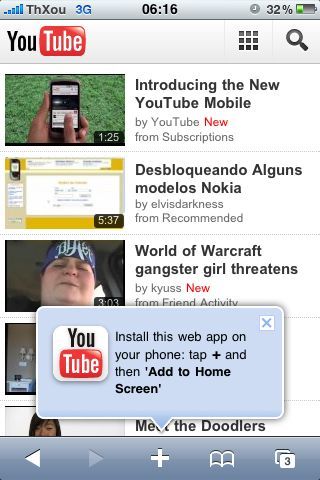 ThXou 3G 06:16 32%
YouTube
Introducing the New
YouTube Mobile
by YouTube New
from Subscriptions
1:25
Desbloqueando Alguns
modelos Nokia
by elvisdarkness
from Recommended
5:37
World of Warcraft
gangster girl threatens
by kyuss New
from Friend Activity
3:03
You
Tube
Install this web app on
your phone: tap + and
then 'Add to Home
Screen'
Meet the Doodlers
3